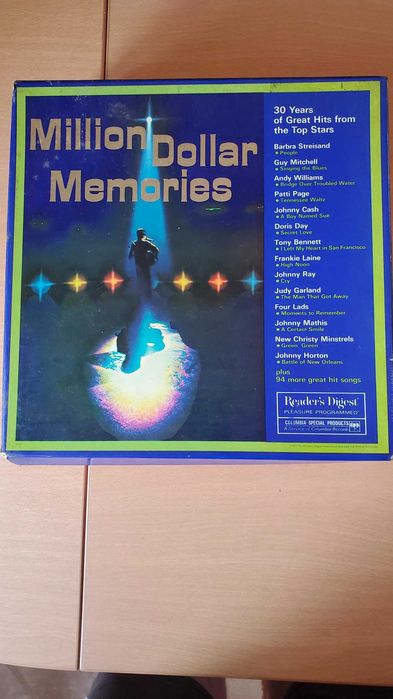 Million
Dollar
Memories
30 Years
of Great Hits from
the Top Stars
Barbra Streisand
• People
Guy Mitchell
• Singing the Blues
Andy Williams
• Bridge Over Troubled Water
Patti Page
• Tennessee Waltz
Johnny Cash
• A Boy Named Sue
Doris Day
• Secret Love
Tony Bennett
• I Left My Heart in San Francisco
Frankie Laine
• High Noon
Johnny Ray
• Cry
Judy Garland
• The Man That Got Away
Four Lads
• Moments to Remember
Johnny Mathis
• A Certain Smile
New Christy Minstrels
• Green, Green
Johnny Horton
• Battle of New Orleans
plus
94 more great hit songs
Reader's Digest
PLEASURE PROGRAMMED
COLUMBIA SPECIAL PRODUCTS
A Service of Columbia Records